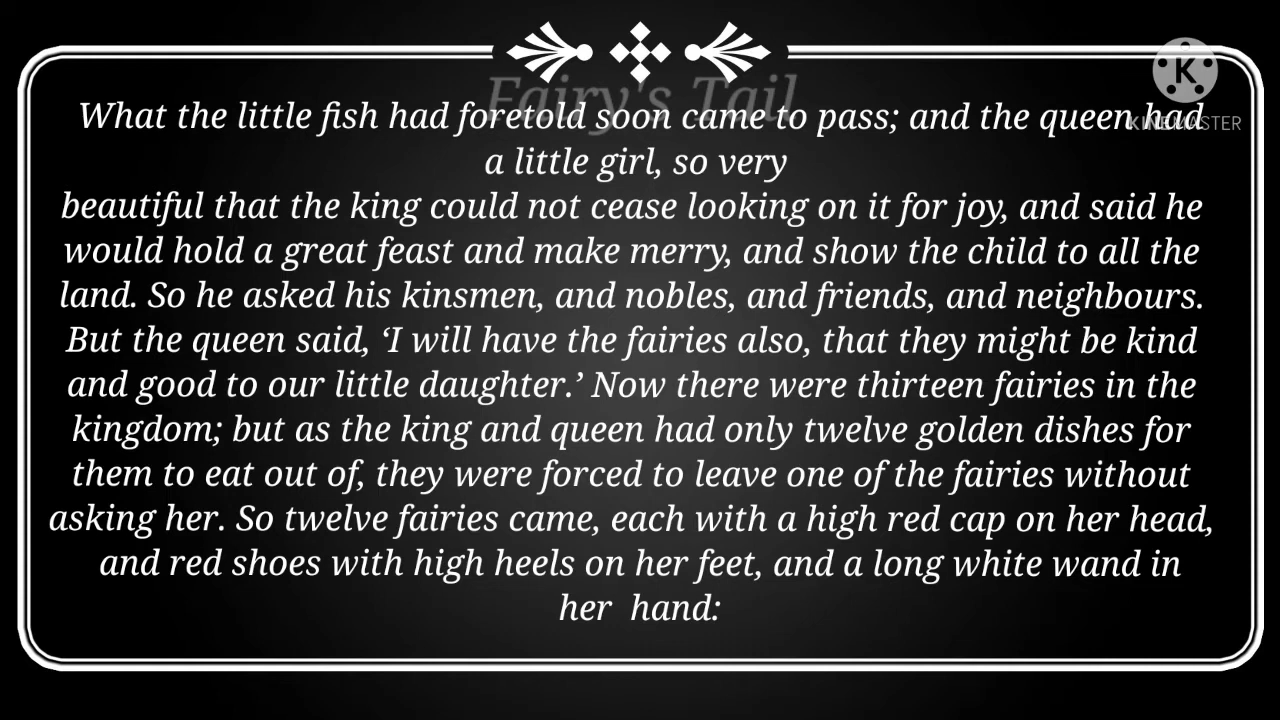 Fairy's Tail
K
KINEMASTER
What the little fish had foretold soon came to pass; and the queen had
a little girl, so very
beautiful that the king could not cease looking on it for joy, and said he
would hold a great feast and make merry, and show the child to all the
land. So he asked his kinsmen, and nobles, and friends, and neighbours.
But the queen said, ‘I will have the fairies also, that they might be kind
and good to our little daughter.’ Now there were thirteen fairies in the
kingdom; but as the king and queen had only twelve golden dishes for
them to eat out of, they were forced to leave one of the fairies without
asking her. So twelve fairies came, each with a high red cap on her head,
and red shoes with high heels on her feet, and a long white wand in
her hand: